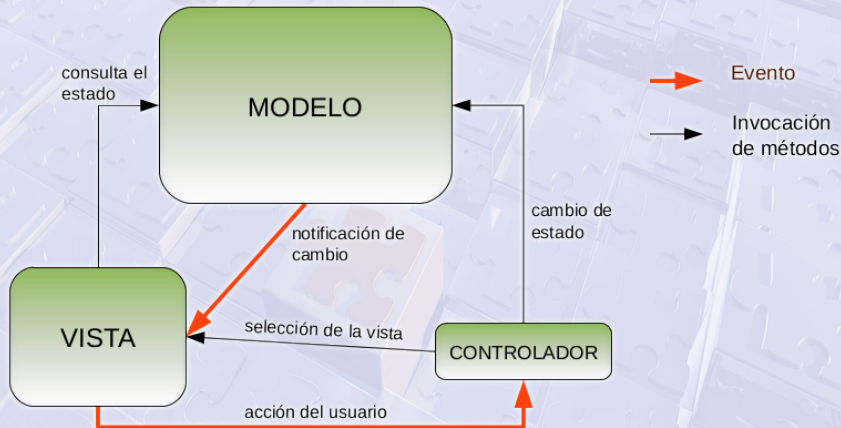 consulta el
estado
MODELO
Evento
Invocación
de métodos
cambio de
estado
notificación de
cambio
VISTA
selección de la vista
CONTROLADOR
acción del usuario